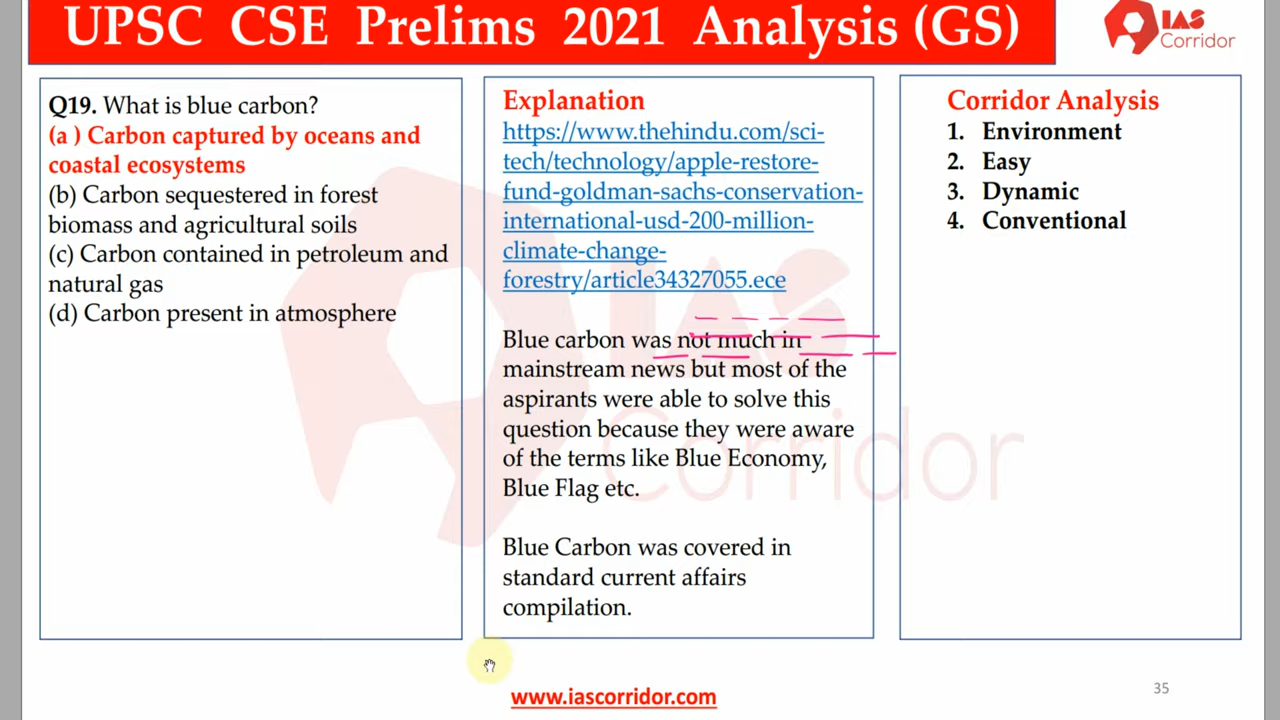 UPSC CSE Prelims 2021 Analysis (GS)
IAS
Corridor
Q19. What is blue carbon?
(a ) Carbon captured by oceans and
coastal ecosystems
(b) Carbon sequestered in forest
biomass and agricultural soils
(c) Carbon contained in petroleum and
natural gas
(d) Carbon present in atmosphere
Explanation
https://www.thehindu.com/sci-
tech/technology/apple-restore-
fund-goldman-sachs-conservation-
international-usd-200-million-
climate-change-
forestry/article34327055.ece
Blue carbon was not much in
mainstream news but most of the
aspirants were able to solve this
question because they were aware
of the terms like Blue Economy,
Blue Flag etc.
Blue Carbon was covered in
standard current affairs
compilation.
Corridor Analysis
1. Environment
2. Easy
3. Dynamic
4. Conventional
IAS
Corridor
www.iascorridor.com
35